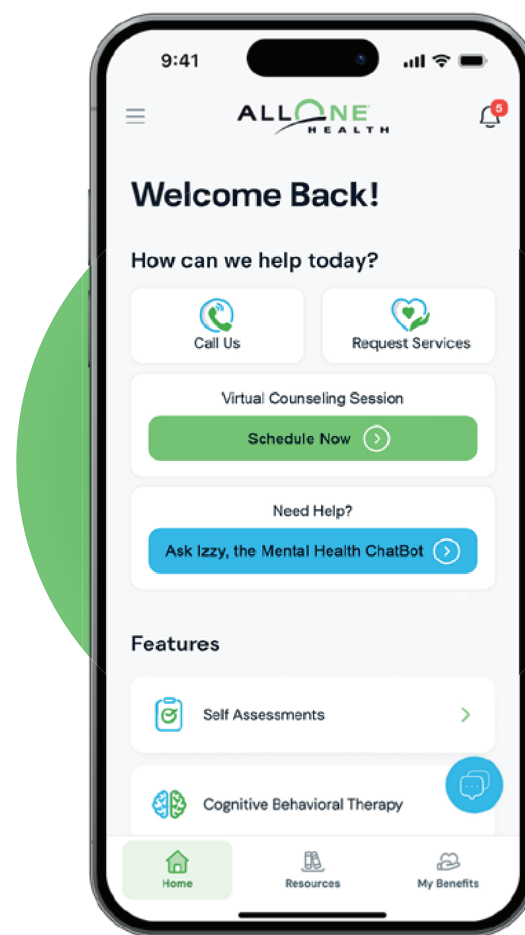 9:41
5
ALLONE
HEALTH
Welcome Back!
How can we help today?
Call Us
Request Services
Virtual Counseling Session
Schedule Now
Need Help?
Ask Izzy, the Mental Health ChatBot
Features
Self Assessments
Cognitive Behavioral Therapy
Home
Resources
My Benefits